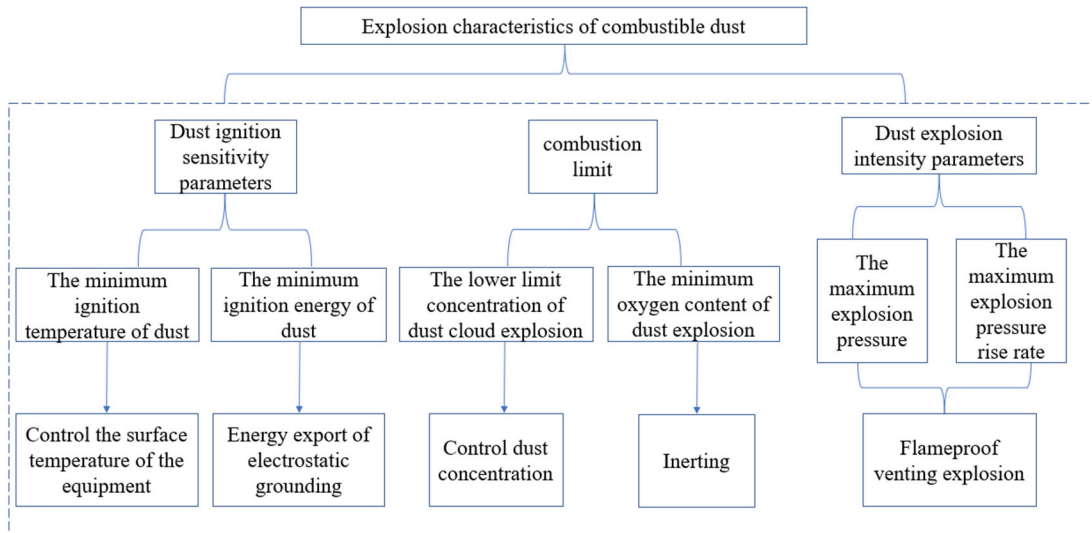 Explosion characteristics of combustible dust
Dust ignition
sensitivity
parameters
combustion
limit
Dust explosion
intensity parameters
The minimum
ignition
temperature of dust
The minimum
ignition energy of
dust
The lower limit
concentration of
dust cloud explosion
The minimum
oxygen content of
dust explosion
The
maximum
explosion
pressure
The
maximum
explosion
pressure
rise rate
Control the surface
temperature of the
equipment
Energy export of
electrostatic
grounding
Control dust
concentration
Inerting
Flameproof
venting explosion